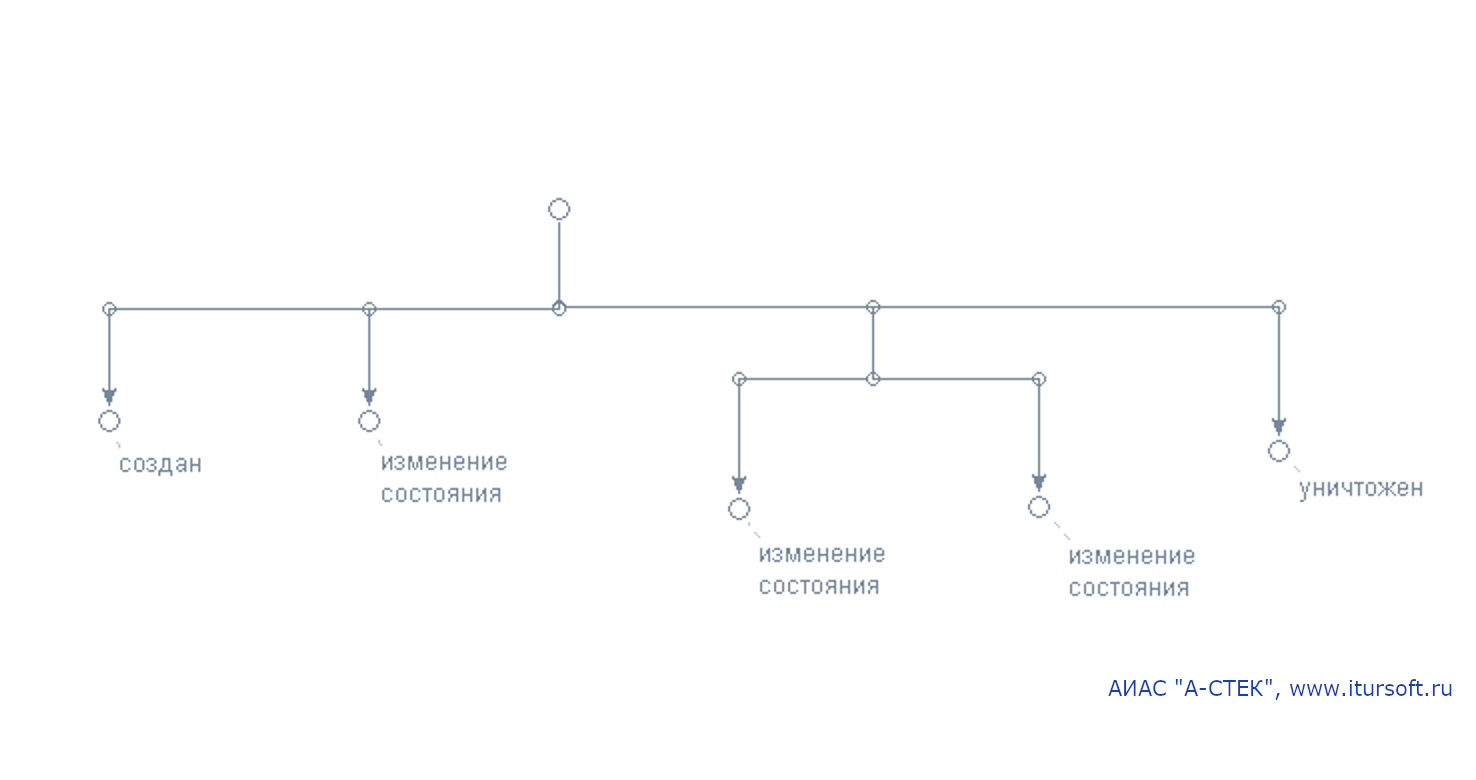 создан
изменение
состояния
изменение
состояния
изменение
состояния
уничтожен
АИАС "А-СТЕК", www.itursoft.ru